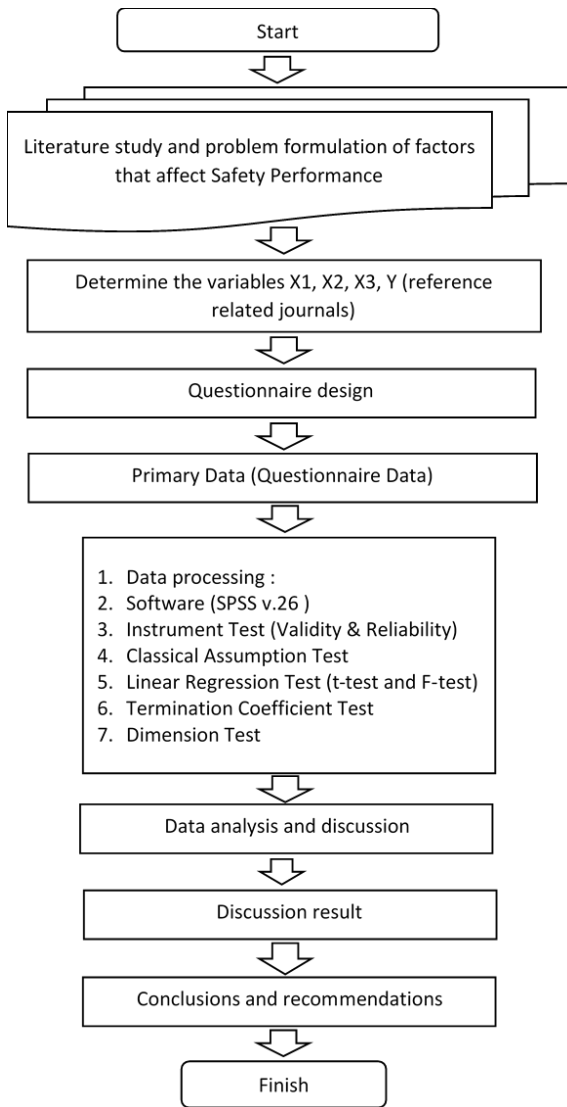 Start
Literature study and problem formulation of factors
that affect Safety Performance
Determine the variables X1, X2, X3, Y (reference
related journals)
Questionnaire design
Primary Data (Questionnaire Data)
1. Data processing :
2. Software (SPSS v.26 )
3. Instrument Test (Validity & Reliability)
4. Classical Assumption Test
5. Linear Regression Test (t-test and F-test)
6. Termination Coefficient Test
7. Dimension Test
Data analysis and discussion
Discussion result
Conclusions and recommendations
Finish